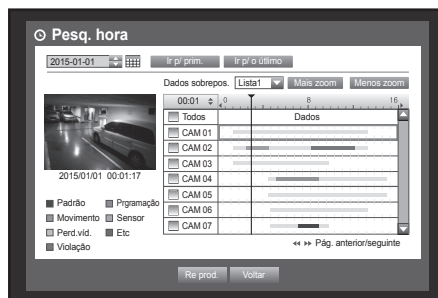 Pesq. hora
2015-01-01 Ir p/ prim. Ir p/ o útlimo
Dados sobrepos. Lista1 Mais zoom Menos zoom
00:01 0 8 16
Todos Dados
CAM 01
CAM 02
CAM 03
CAM 04
CAM 05
CAM 06
CAM 07
2015/01/01 00:01:17
Padrão Prgramação
Movimento Sensor
Perd.víd. Etc
Violação
Pág. anterior/seguinte
Re prod. Voltar